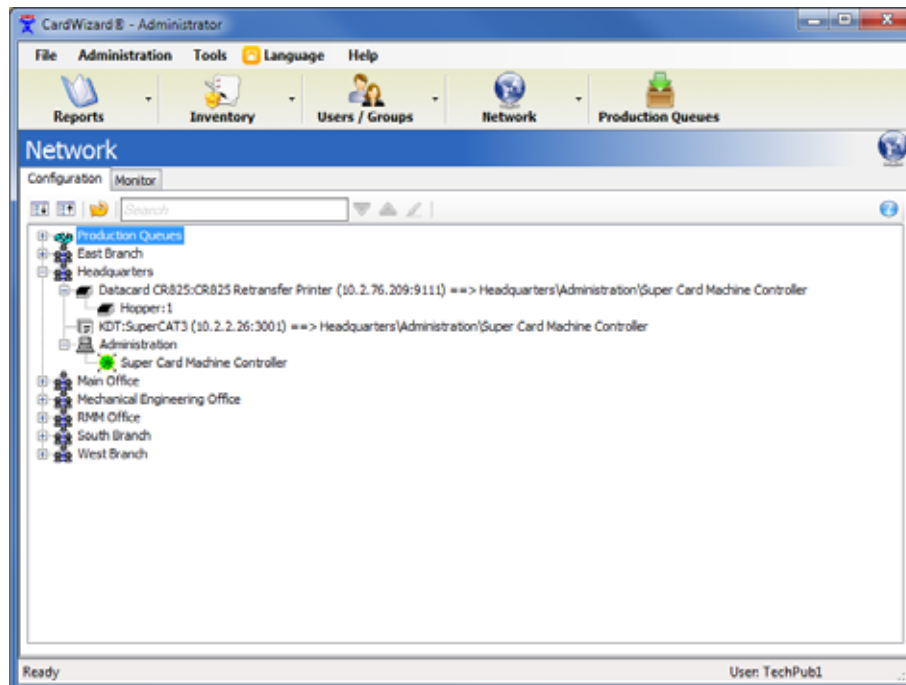 CardWizard® - Administrator
File Administration Tools Language Help
Reports Inventory Users / Groups Network Production Queues
Network
Configuration Monitor
Search
Production Queues
East Branch
Headquarters
Datacard CR825:CR825 Retransfer Printer (10.2.76.209:9111) ==> Headquarters\Administration\Super Card Machine Controller
Hopper:1
KDT:SuperCAT3 (10.2.2.26:3001) ==> Headquarters\Administration\Super Card Machine Controller
Administration
Super Card Machine Controller
Main Office
Mechanical Engineering Office
RMM Office
South Branch
West Branch
Ready User: TechPub1